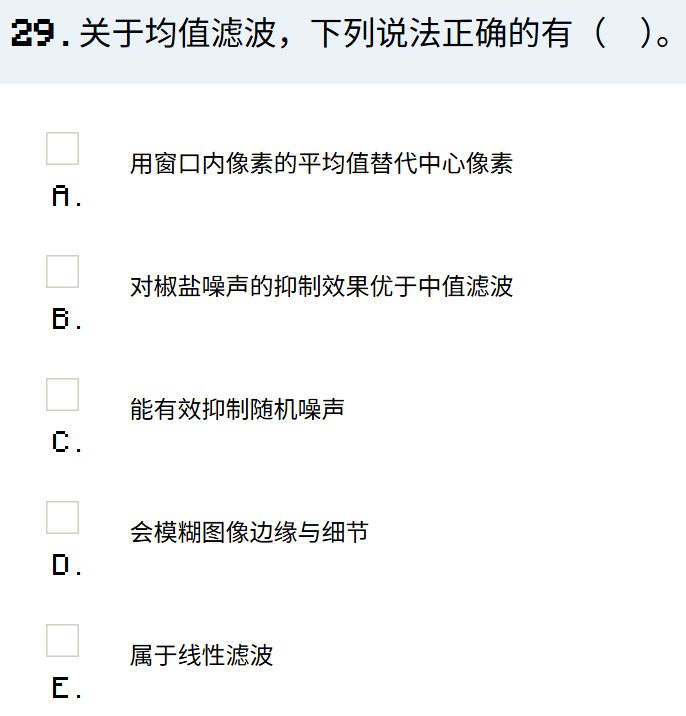 29.关于均值滤波，下列说法正确的有（　）。
用窗口内像素的平均值替代中心像素
A.
对椒盐噪声的抑制效果优于中值滤波
B.
能有效抑制随机噪声
C.
会模糊图像边缘与细节
D.
属于线性滤波
E.